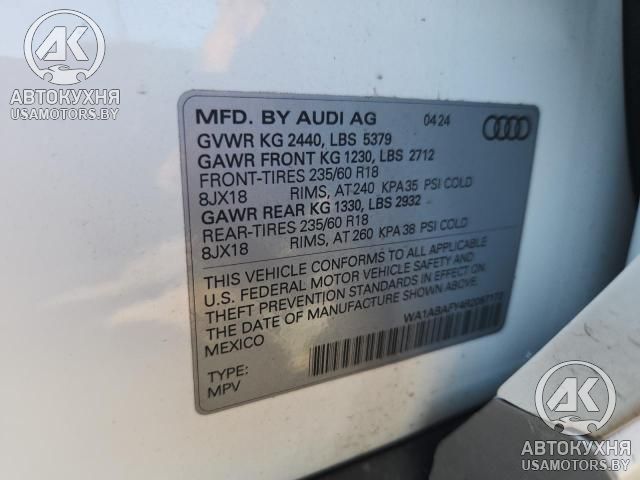 АК
АВТОКУХНЯ
USAMOTORS.BY
MFD. BY AUDI AG 04 24
GVWR KG 2440, LBS 5379
GAWR FRONT KG 1230, LBS 2712
FRONT-TIRES 235/60 R18
8JX18 RIMS, AT 240 KPA 35 PSI COLD
GAWR REAR KG 1330, LBS 2932
REAR-TIRES 235/60 R18
8JX18 RIMS, AT 260 KPA 38 PSI COLD
THIS VEHICLE CONFORMS TO ALL APPLICABLE
U.S. FEDERAL MOTOR VEHICLE SAFETY AND
THEFT PREVENTION STANDARDS IN EFFECT ON
THE DATE OF MANUFACTURE SHOWN ABOVE.
MEXICO
TYPE:
MPV
АК
АВТОКУХНЯ
USAMOTORS.BY